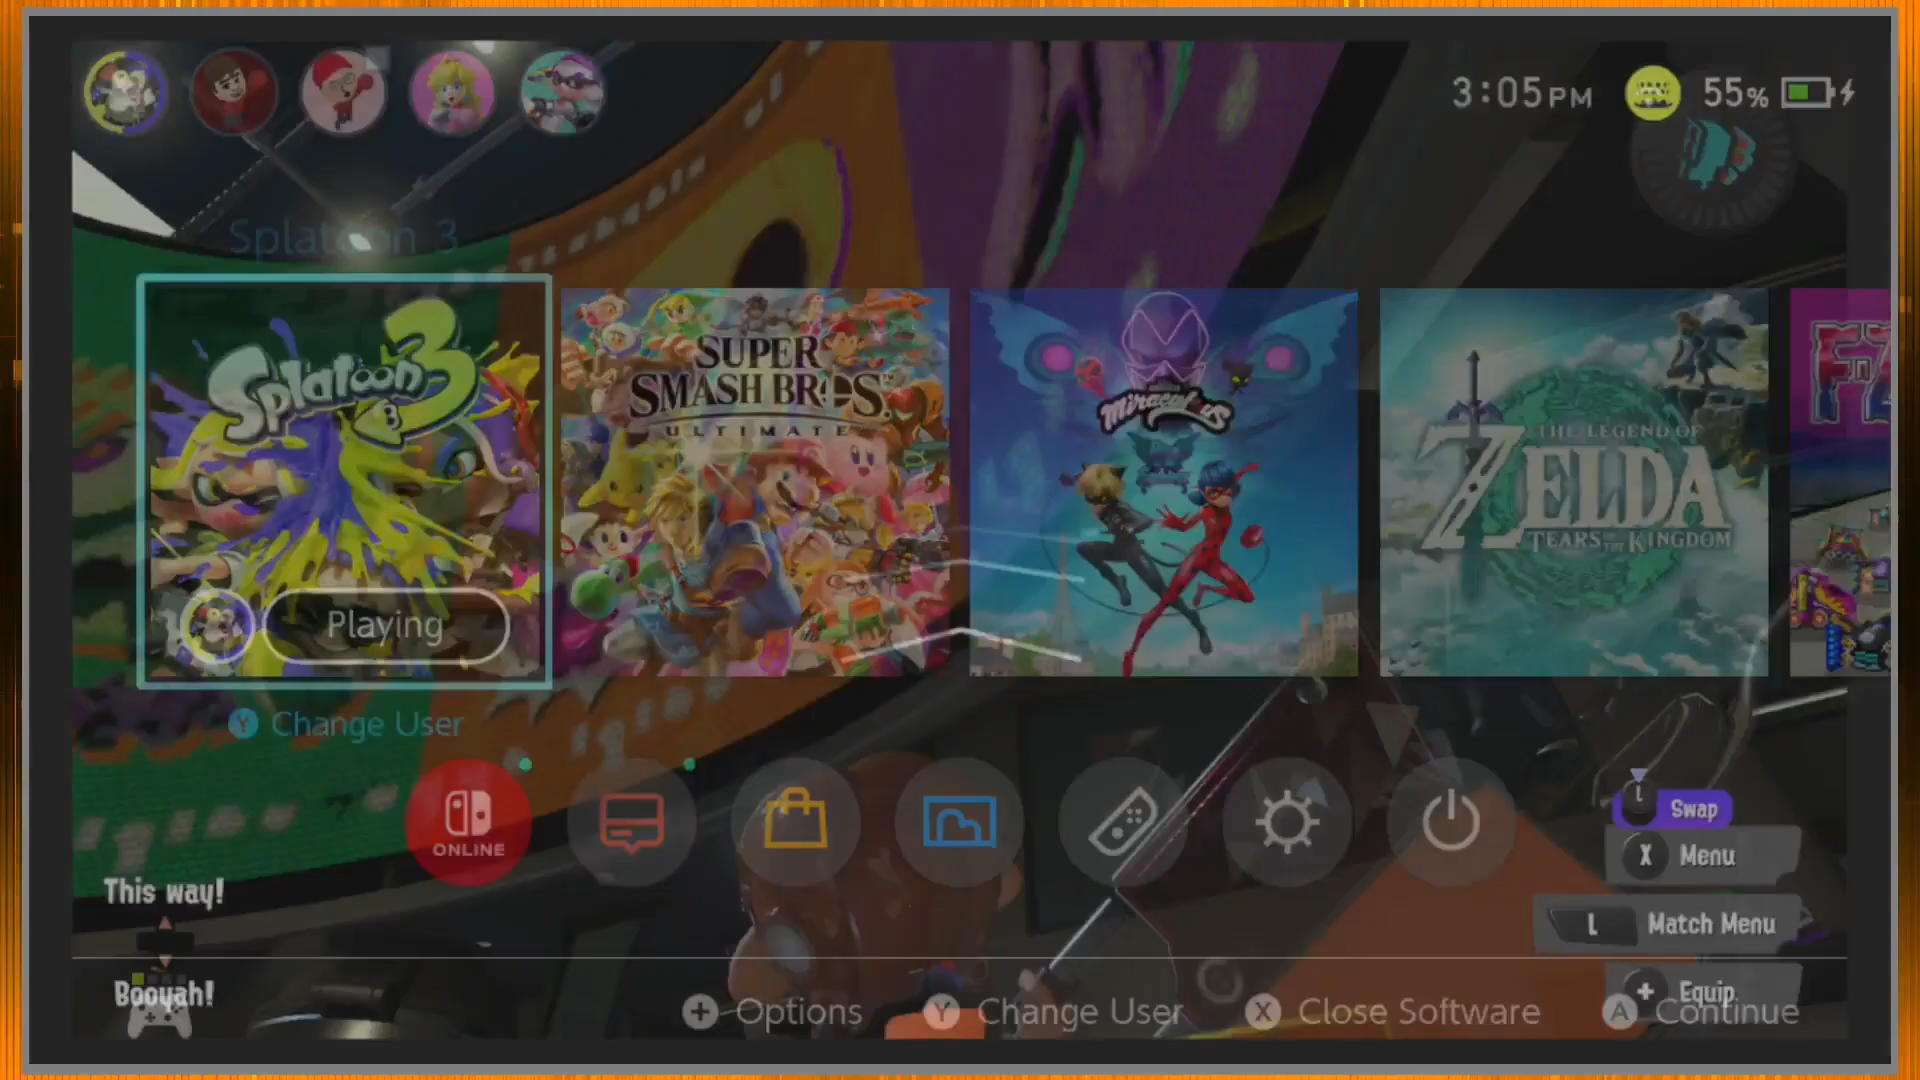 3:05PM
55%
Splatoon 3
Splatoon 3
SUPER
SMASH BROS.
ULTIMATE
Miraculous
THE LEGEND OF
ZELDA
TEARS OF THE KINGDOM
Playing
Y Change User
ONLINE
L Swap
X Menu
This way!
L Match Menu
Booyah!
+ Equip
+ Options
Y Change User
X Close Software
A Continue